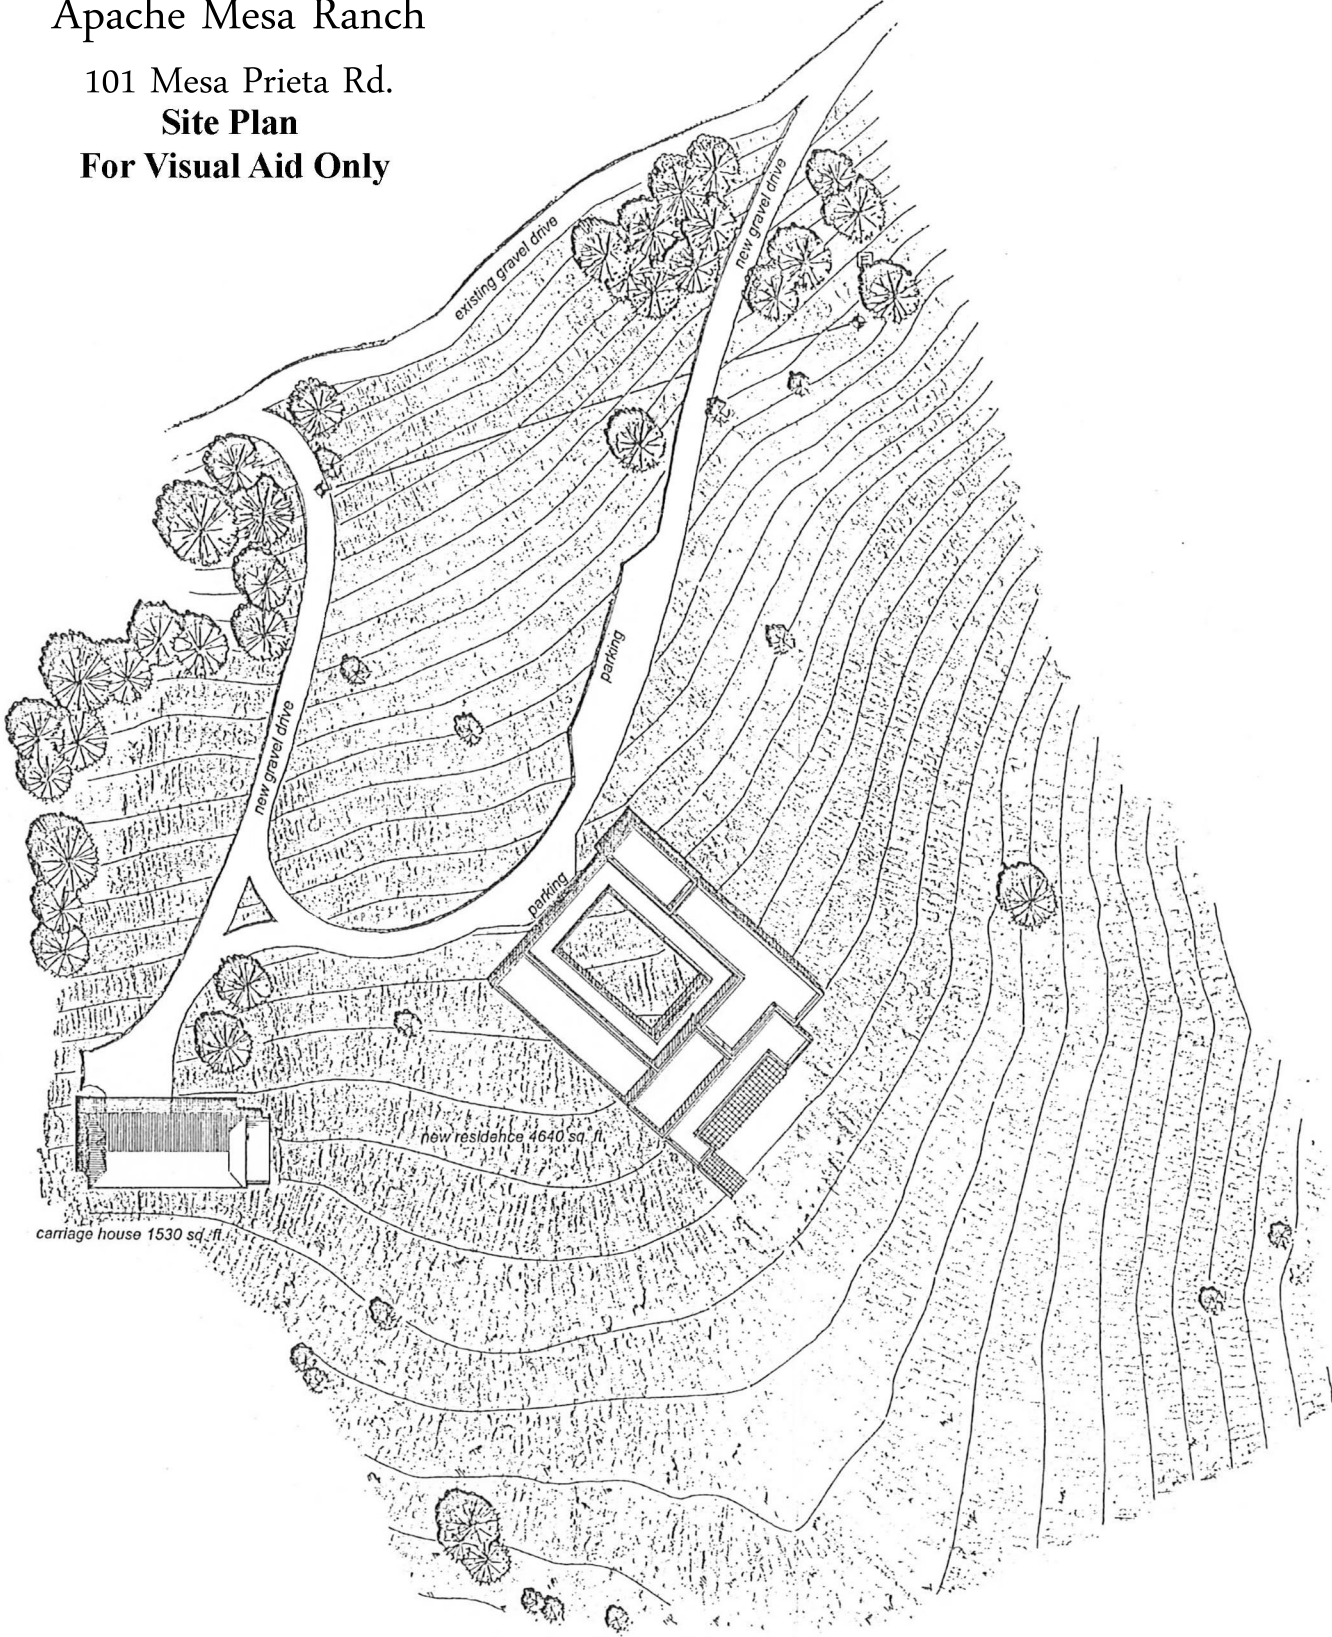 Apache Mesa Ranch
101 Mesa Prieta Rd.
Site Plan
For Visual Aid Only
new gravel drive
existing gravel drive
parking
new gravel drive
parking
new residence 4640 sq. ft.
carriage house 1530 sq. ft.